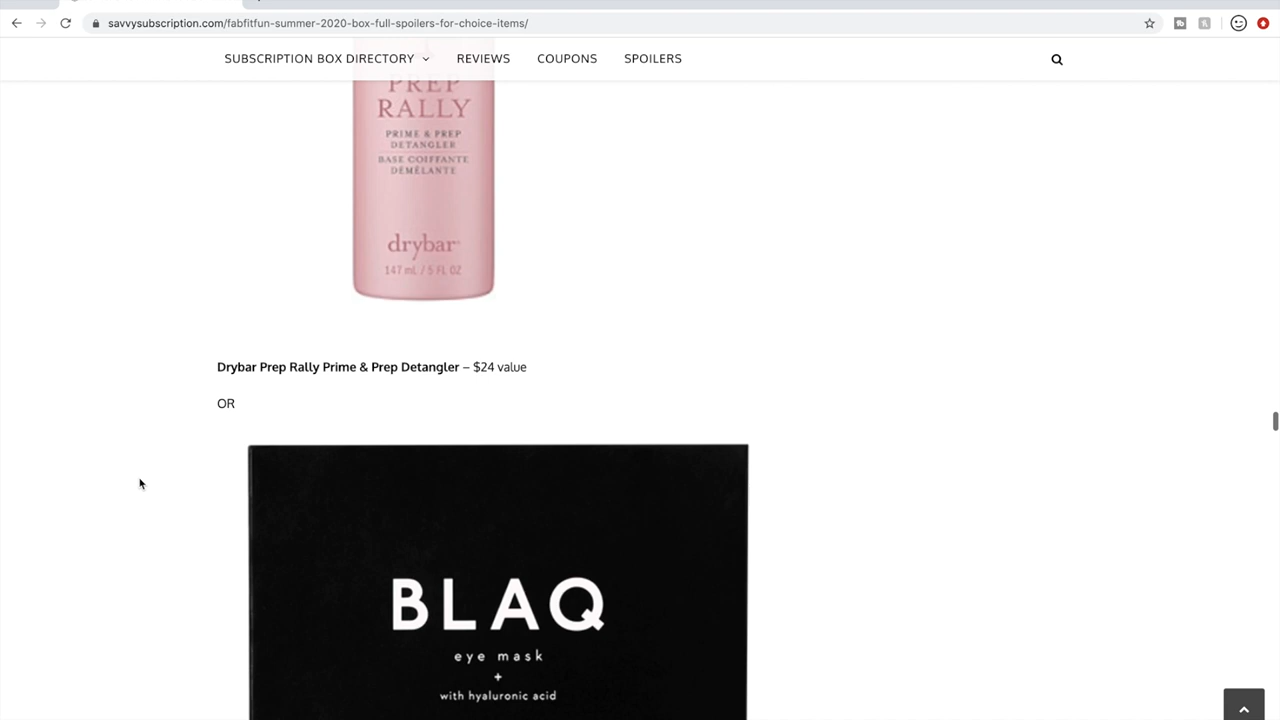 savvysubscription.com/fabfitfun-summer-2020-box-full-spoilers-for-choice-items/
SUBSCRIPTION BOX DIRECTORY REVIEWS COUPONS SPOILERS
PREP
RALLY
PRIME & PREP
DETANGLER
BASE COIFFANTE
DÉMÊLANTE
drybar
147 mL / 5 FL OZ
Drybar Prep Rally Prime & Prep Detangler – $24 value
OR
BLAQ
eye mask
+
with hyaluronic acid